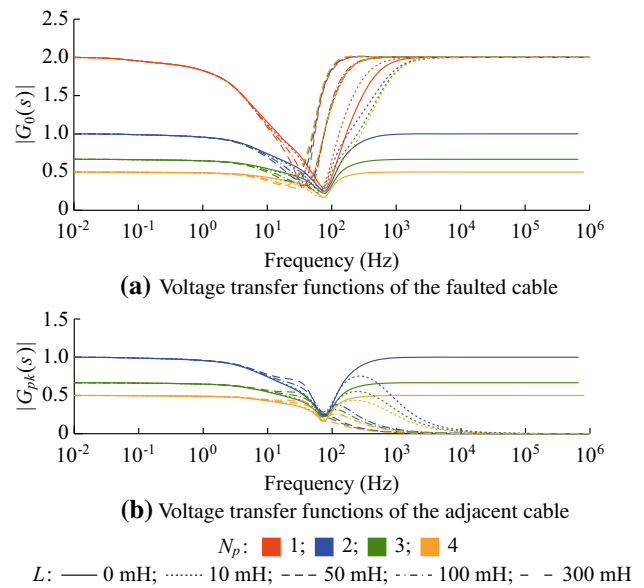 2.5
2.0
1.5
1.0
0.5
0
|G₀(s)|
10⁻² 10⁻¹ 10⁰ 10¹ 10² 10³ 10⁴ 10⁵ 10⁶
Frequency (Hz)
(a) Voltage transfer functions of the faulted cable
1.0
0.5
0
|Gₚₖ(s)|
10⁻² 10⁻¹ 10⁰ 10¹ 10² 10³ 10⁴ 10⁵ 10⁶
Frequency (Hz)
(b) Voltage transfer functions of the adjacent cable
Nₚ: 1; 2; 3; 4
L: 0 mH; 10 mH; 50 mH; 100 mH; 300 mH